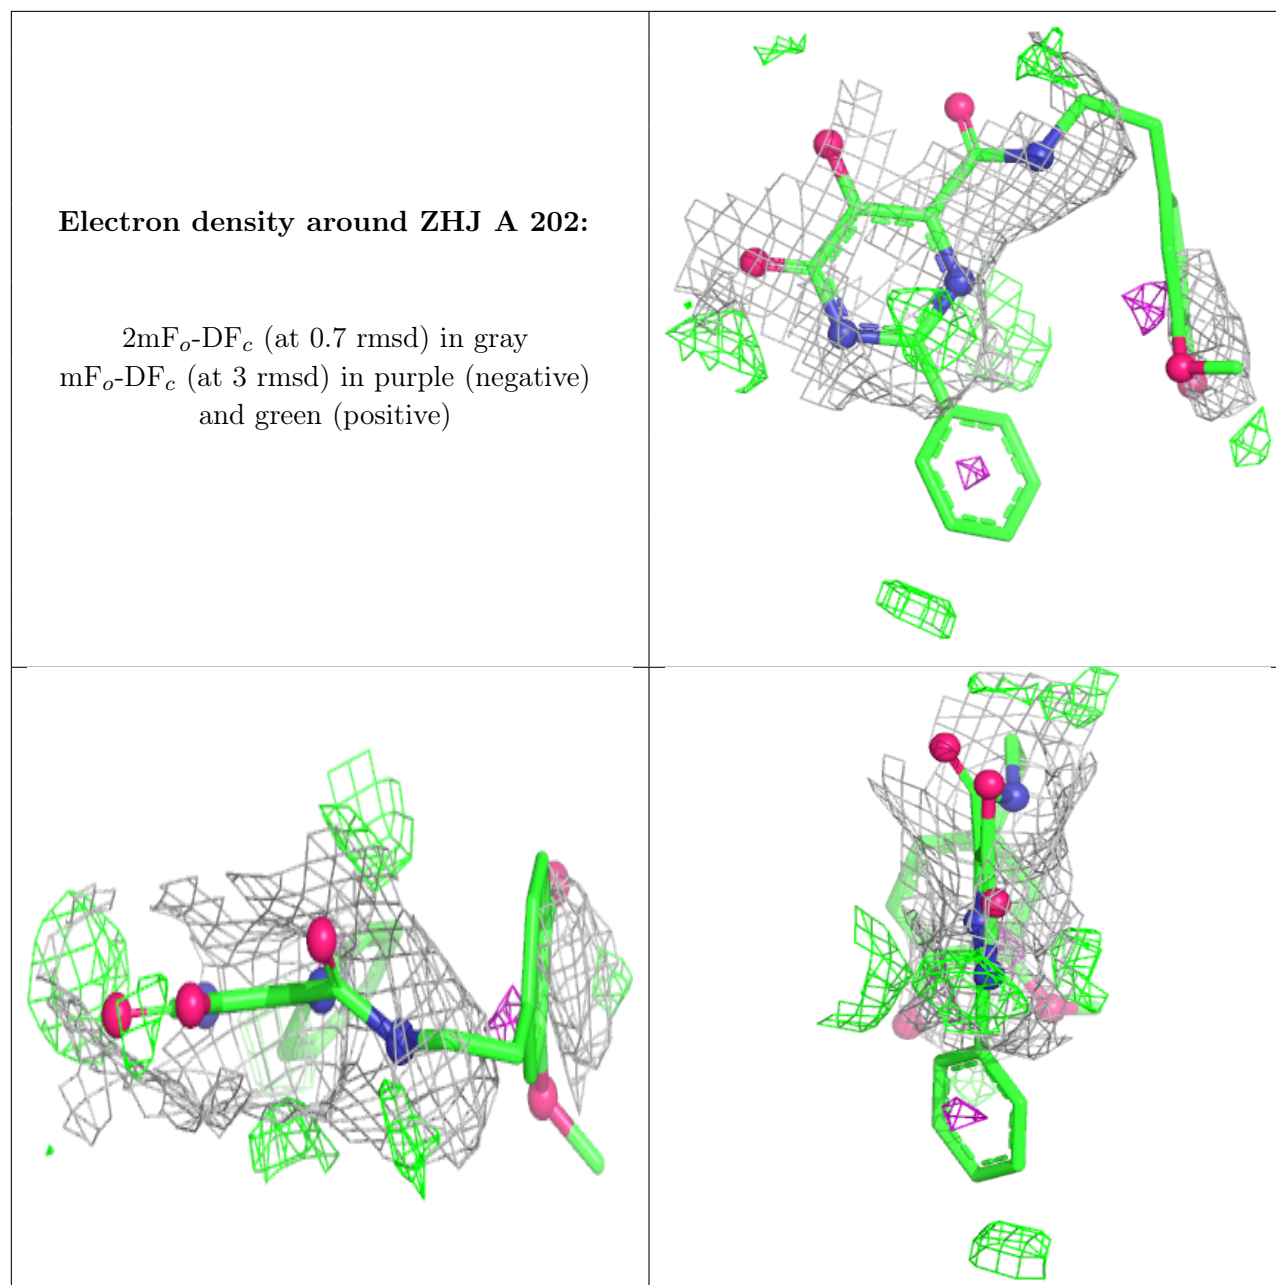 Electron density around ZHJ A 202:
2mFo-DFc (at 0.7 rmsd) in gray
mFo-DFc (at 3 rmsd) in purple (negative)
and green (positive)